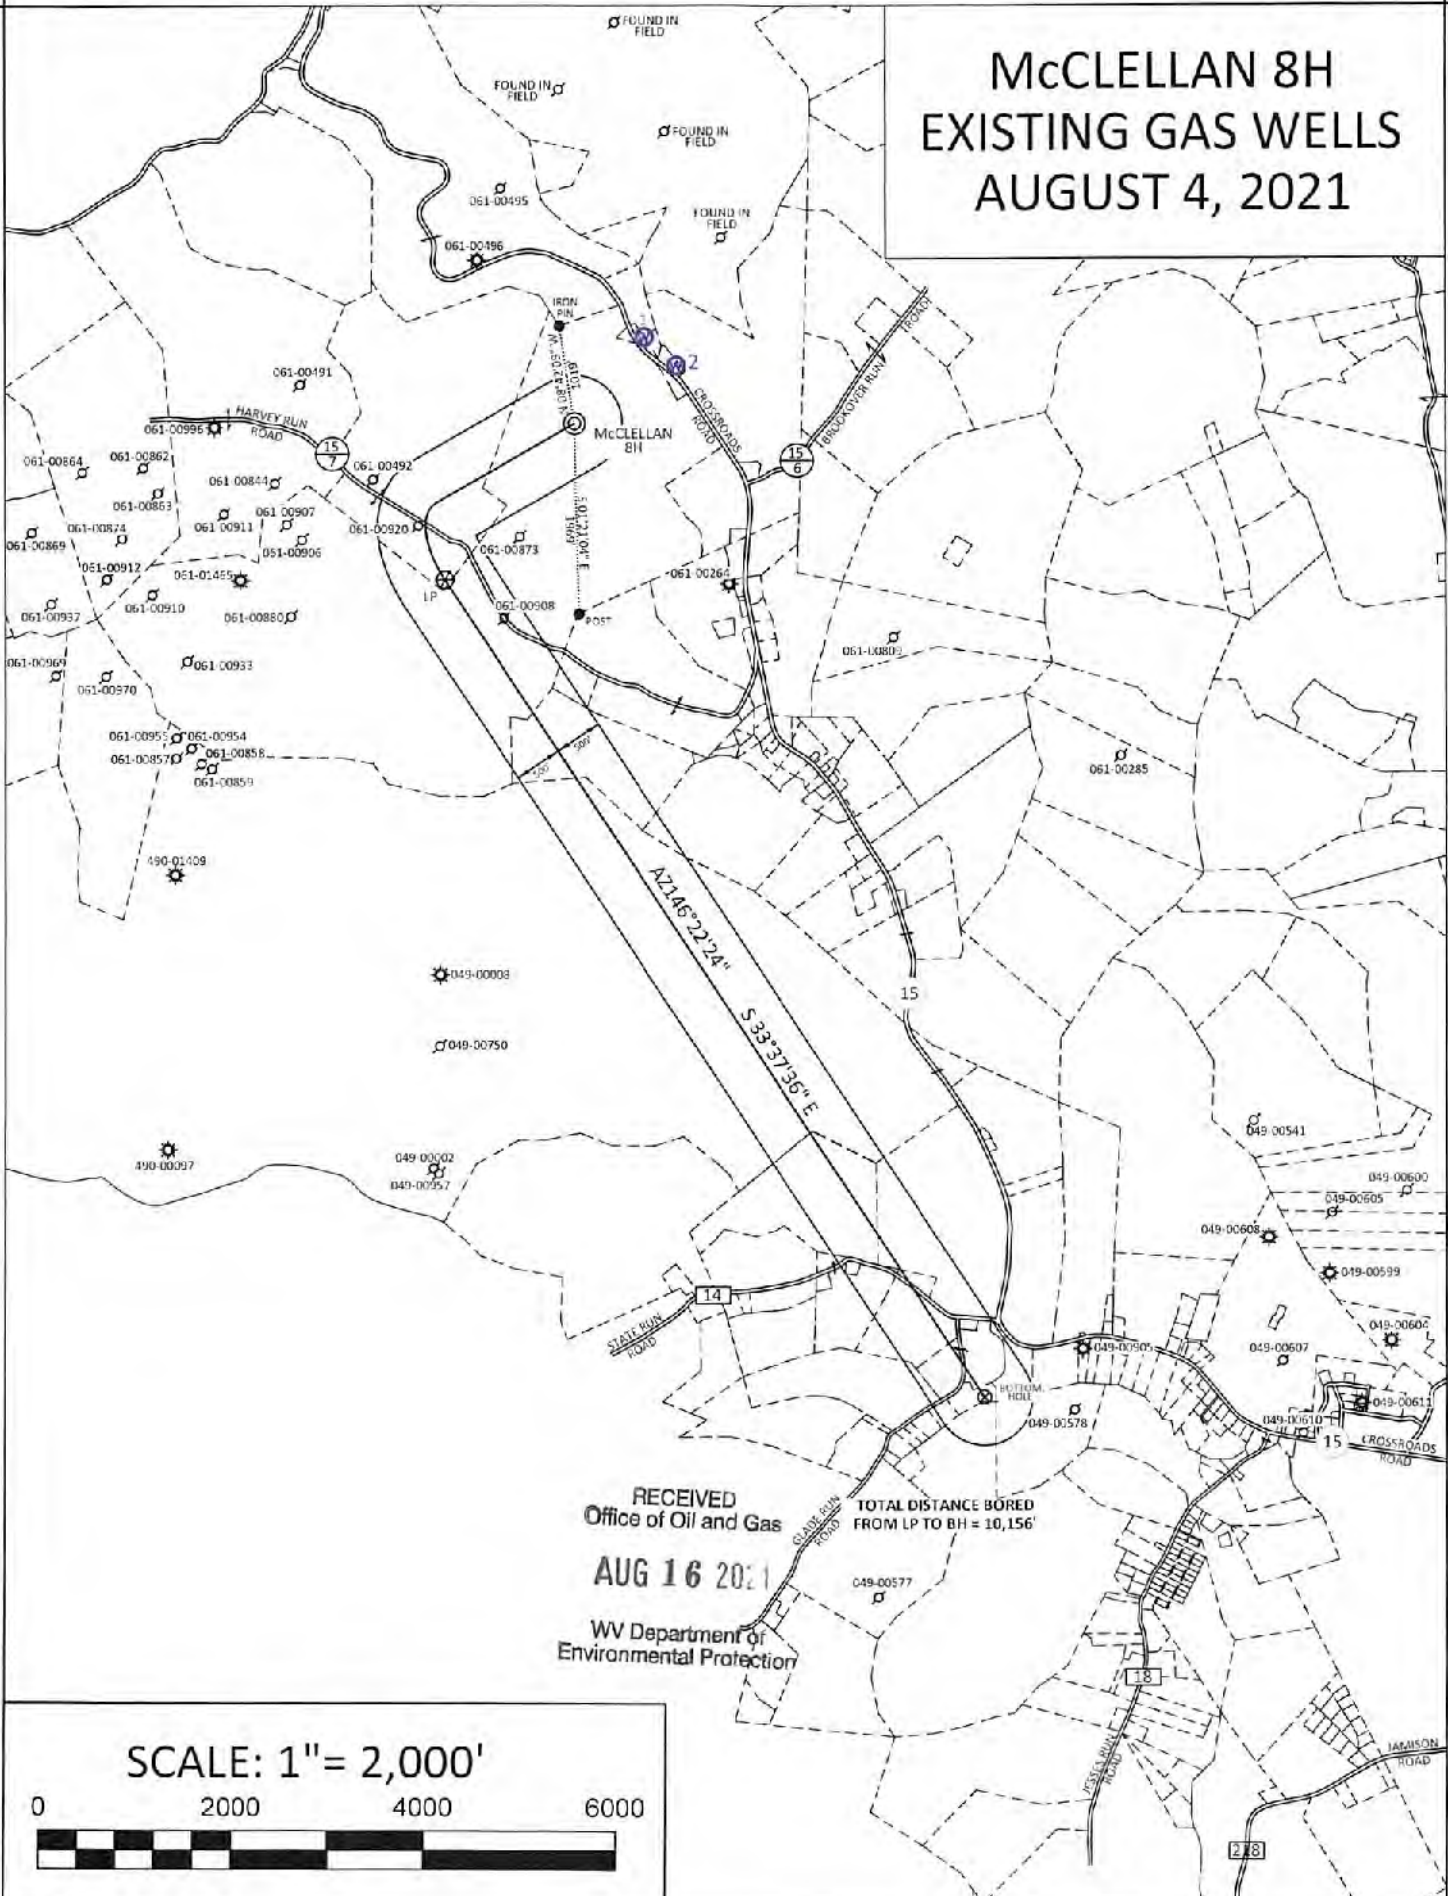 McCLELLAN 8H
EXISTING GAS WELLS
AUGUST 4, 2021
FOUND IN
FIELD
FOUND IN
FIELD
FOUND IN
FIELD
061-00495
FOUND IN
FIELD
061-00496
IRON
PIN
1
2
1019'
CROSSROADS
ROAD
BROOKOVER RUN
ROAD
15
6
061-00491
HARVEY RUN
ROAD
061-00996
15
7
McCLELLAN
8H
061-00864
061-00862
061-00492
061-00844
061-00863
061-00907
061-00911
061-00874
061-00920
061-00869
061-00906
061-00873
1969'
061-00912
061-01465
061-00264
LP
061-00910
061-00937
061-00880
061-00908
POST
061-00809
061-00969
061-00933
061-00970
061-00955
061-00954
500'
500'
061-00857
061-00858
061-00859
061-00285
490-01409
AZ146°22'24"
049-00008
15
S 33°37'36" E
049-00750
049-00541
490-00097
049-00002
049-00957
049-00600
049-00605
049-00608
049-00599
14
STATE RUN
ROAD
049-00604
049-00905
049-00607
BOTTOM
HOLE
049-00611
049-00578
049-00610
15
CROSSROADS
ROAD
RECEIVED
Office of Oil and Gas
AUG 16 2021
WV Department of
Environmental Protection
GLADE RUN
ROAD
TOTAL DISTANCE BORED
FROM LP TO BH = 10,156'
049-00577
18
JESSES RUN
ROAD
JAMISON
ROAD
218
SCALE: 1"= 2,000'
0 2000 4000 6000